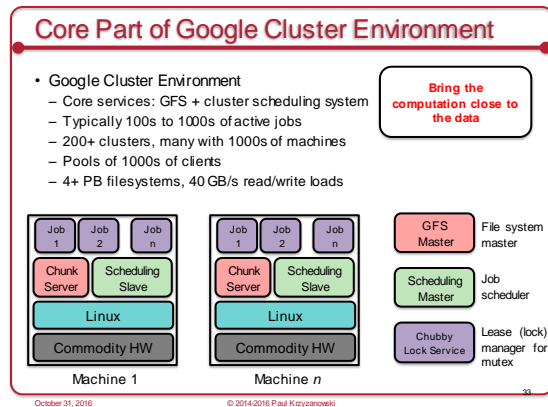 Core Part of Google Cluster Environment
• Google Cluster Environment
– Core services: GFS + cluster scheduling system
– Typically 100s to 1000s of active jobs
– 200+ clusters, many with 1000s of machines
– Pools of 1000s of clients
– 4+ PB filesystems, 40 GB/s read/write loads
Bring the
computation close to
the data
Job
1
Job
2
Job
n
Chunk
Server
Scheduling
Slave
Linux
Commodity HW
Machine 1
Job
1
Job
2
Job
n
Chunk
Server
Scheduling
Slave
Linux
Commodity HW
Machine n
GFS
Master
File system
master
Scheduling
Master
Job
scheduler
Chubby
Lock Service
Lease (lock)
manager for
mutex
October 31, 2016
© 2014-2016 Paul Krzyzanowski
33